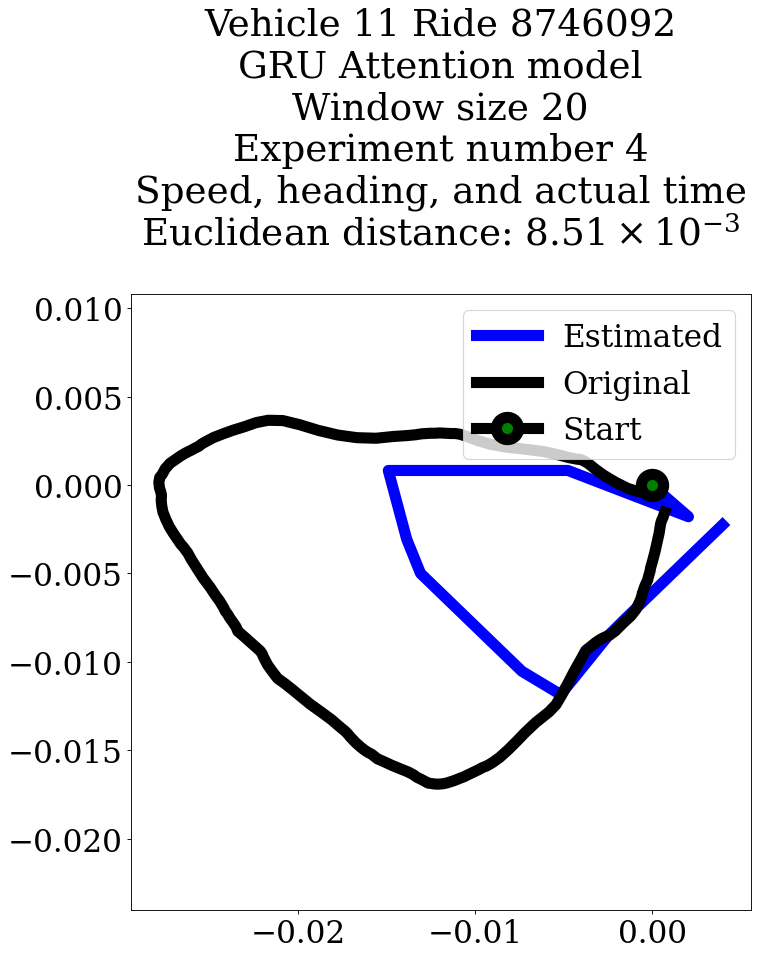 Vehicle 11 Ride 8746092
GRU Attention model
Window size 20
Experiment number 4
Speed, heading, and actual time
Euclidean distance: 8.51 × 10⁻³
0.010
0.005
0.000
−0.005
−0.010
−0.015
−0.020
Estimated
Original
Start
−0.02
−0.01
0.00